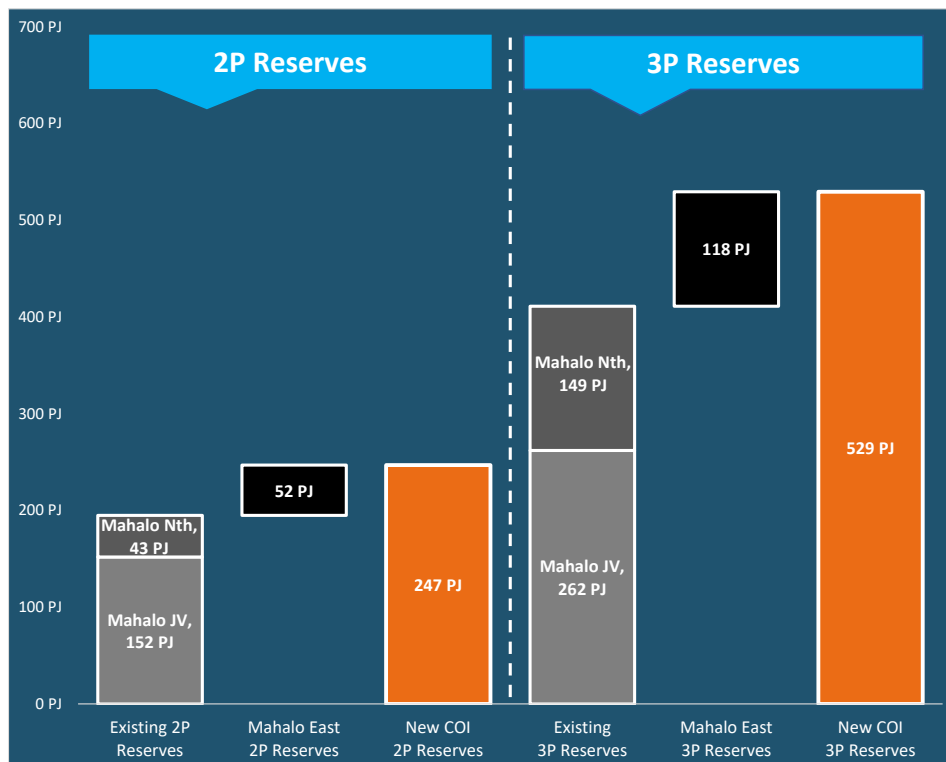 700 PJ
600 PJ
500 PJ
400 PJ
300 PJ
200 PJ
100 PJ
0 PJ
2P Reserves
3P Reserves
Mahalo Nth,
43 PJ
Mahalo JV,
152 PJ
52 PJ
247 PJ
Mahalo Nth,
149 PJ
Mahalo JV,
262 PJ
118 PJ
529 PJ
Existing 2P
Reserves
Mahalo East
2P Reserves
New COI
2P Reserves
Existing
3P Reserves
Mahalo East
3P Reserves
New COI
3P Reserves